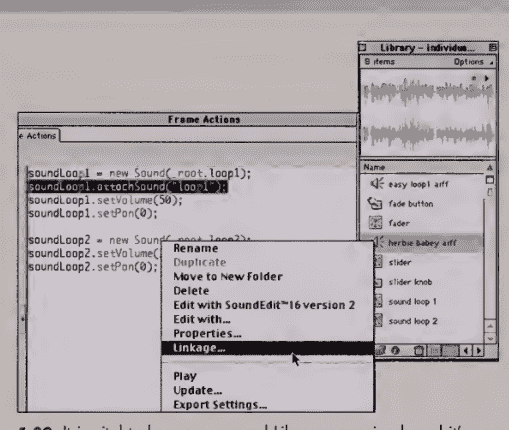 Library - individua...
8 items Options
Frame Actions
e Actions
soundLoop1 = new Sound(_root.loop1);
soundLoop1.attachSound("loop1");
soundLoop1.setVolume(50);
soundLoop1.setPan(0);
soundLoop2 = new Sound(_root.loop2);
soundLoop2.setVolume(
soundLoop2.setPan(0);
Name
easy loop1 aiff
fade button
fader
herbie babey aiff
slider
slider knob
sound loop 1
sound loop 2
Rename
Duplicate
Move to New Folder
Delete
Edit with SoundEdit™16 version 2
Edit with...
Properties...
Linkage...
Play
Update...
Export Settings...